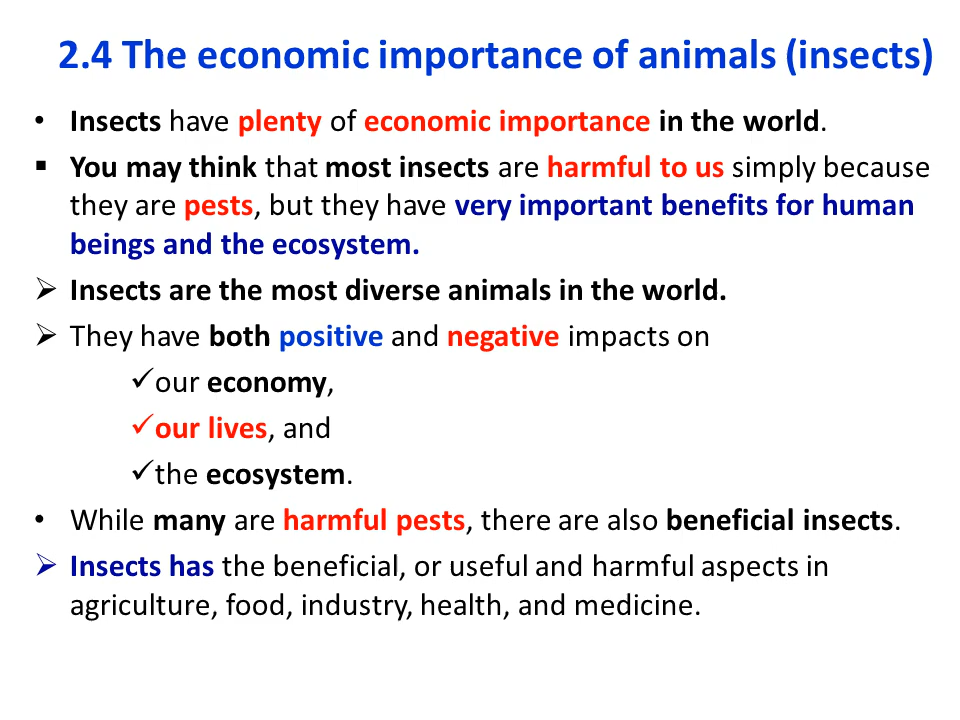 2.4 The economic importance of animals (insects)
• Insects have plenty of economic importance in the world.
▪ You may think that most insects are harmful to us simply because
they are pests, but they have very important benefits for human
beings and the ecosystem.
➢ Insects are the most diverse animals in the world.
➢ They have both positive and negative impacts on
✓our economy,
✓our lives, and
✓the ecosystem.
• While many are harmful pests, there are also beneficial insects.
➢ Insects has the beneficial, or useful and harmful aspects in
agriculture, food, industry, health, and medicine.